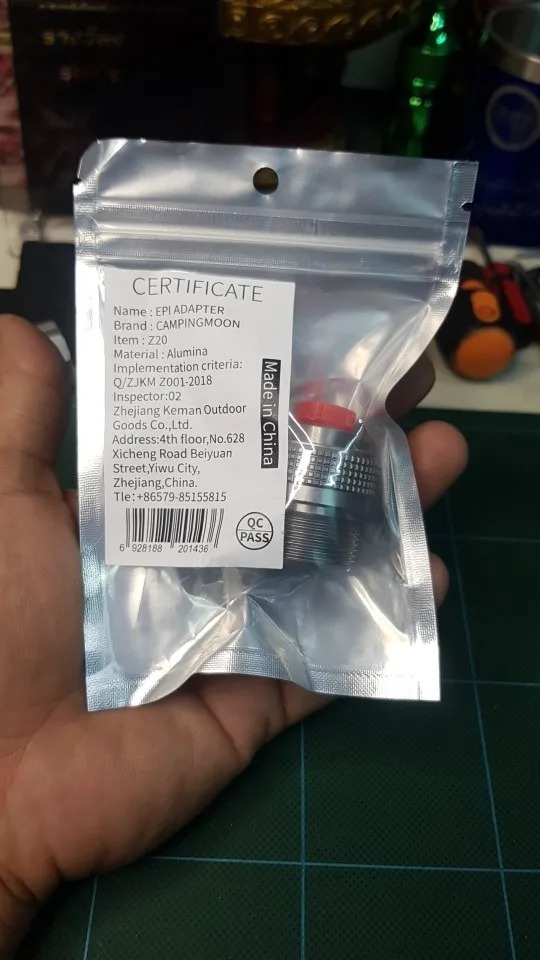 CERTIFICATE
Name : EPI ADAPTER
Brand : CAMPINGMOON
Item : Z20
Material : Alumina
Implementation criteria:
Q/ZJKM Z001-2018
Inspector:02
Zhejiang Keman Outdoor
Goods Co.,Ltd.
Address:4th floor,No.628
Xicheng Road Beiyuan
Street,Yiwu City,
Zhejiang,China.
Tle:+86579-85155815
Made in China
6 928188 201436
QC
PASS